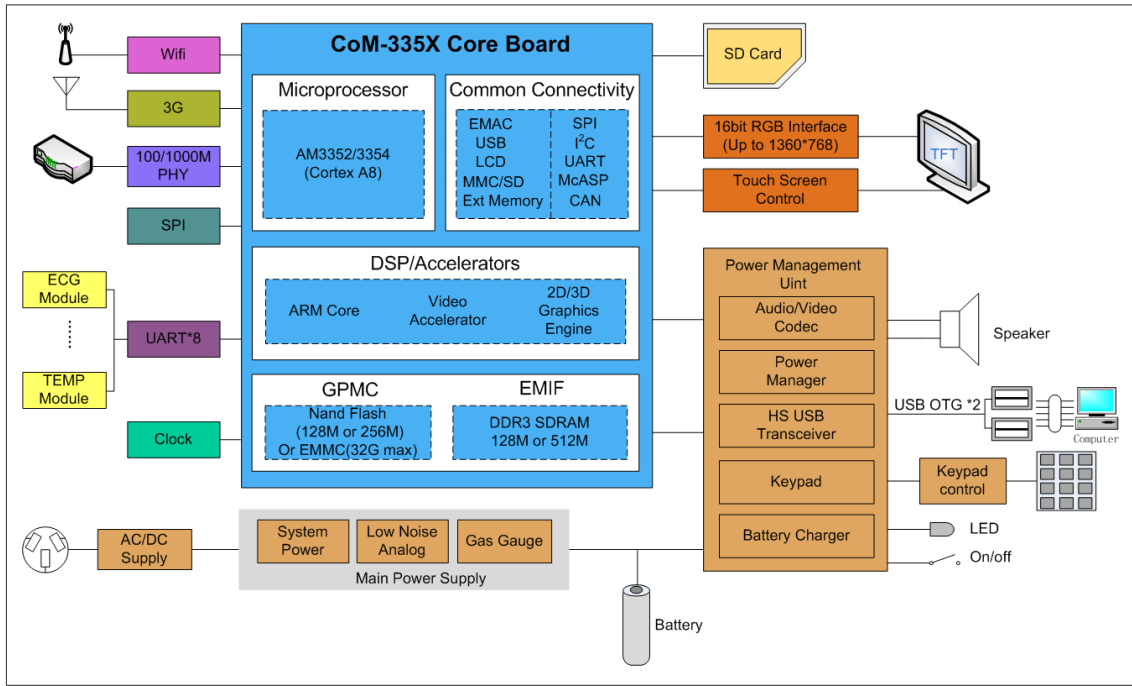 CoM-335X Core Board
Wifi
3G
100/1000M
PHY
SPI
ECG
Module
UART*8
TEMP
Module
Clock
Microprocessor
AM3352/3354
(Cortex A8)
Common Connectivity
EMAC
USB
LCD
MMC/SD
Ext Memory
SPI
I²C
UART
McASP
CAN
DSP/Accelerators
ARM Core
Video
Accelerator
2D/3D
Graphics
Engine
GPMC
Nand Flash
(128M or 256M)
Or EMMC(32G max)
EMIF
DDR3 SDRAM
128M or 512M
SD Card
16bit RGB Interface
(Up to 1360*768)
TFT
Touch Screen
Control
Power Management
Uint
Audio/Video
Codec
Speaker
Power
Manager
HS USB
Transceiver
USB OTG *2
Computer
Keypad
Keypad
control
Battery Charger
LED
On/off
AC/DC
Supply
System
Power
Low Noise
Analog
Gas Gauge
Main Power Supply
Battery